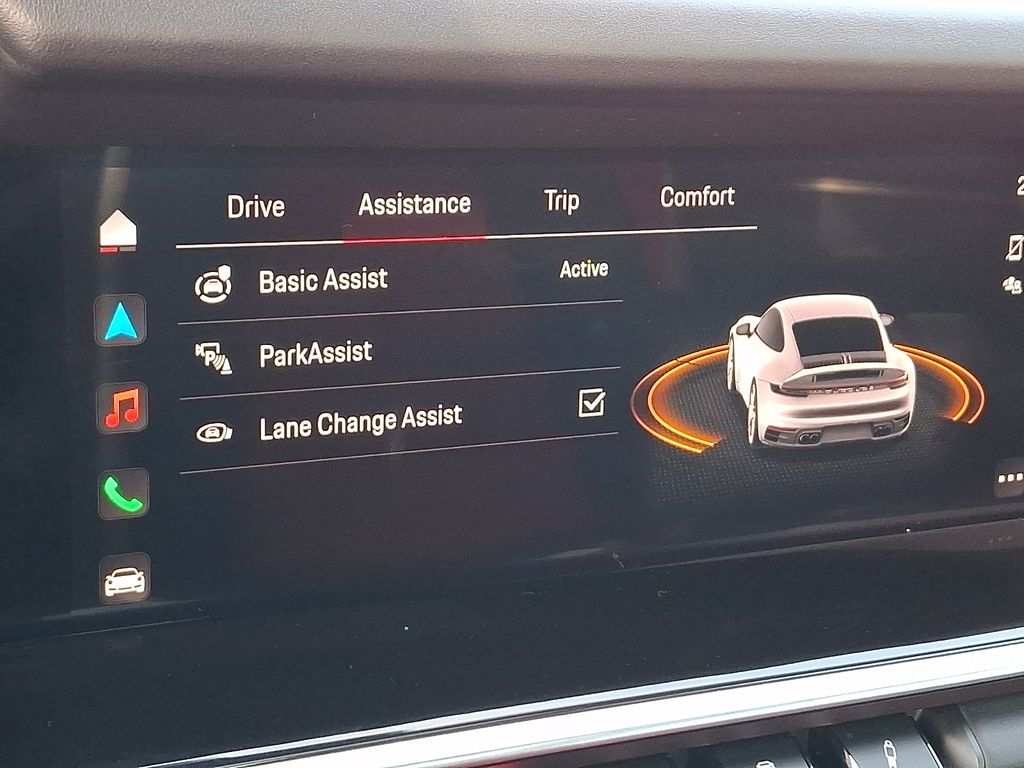 Drive Assistance Trip Comfort
Basic Assist Active
ParkAssist
Lane Change Assist